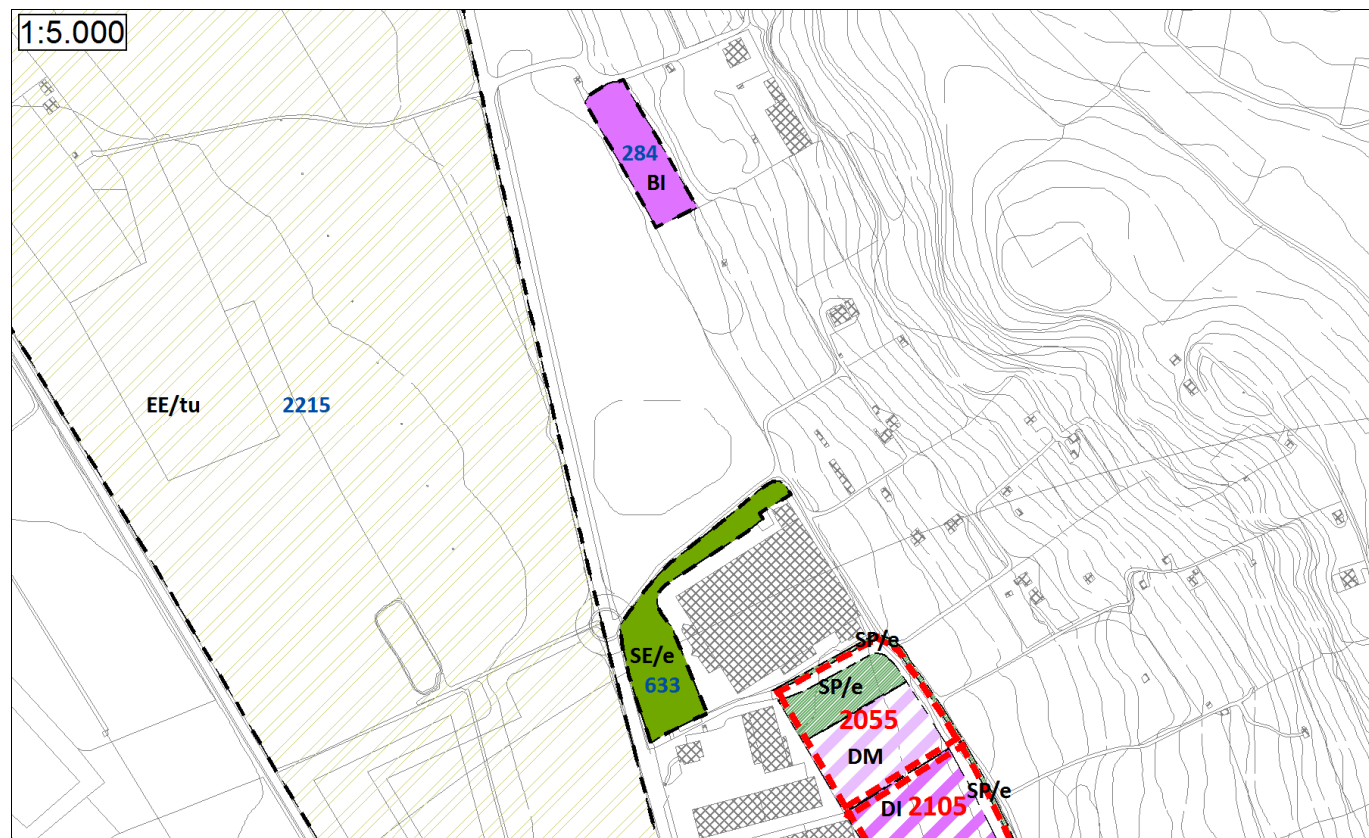 1:5.000
284
BI
EE/tu 2215
SP/e
SE/e
633
SP/e
2055
DM
SP/e
DI 2105